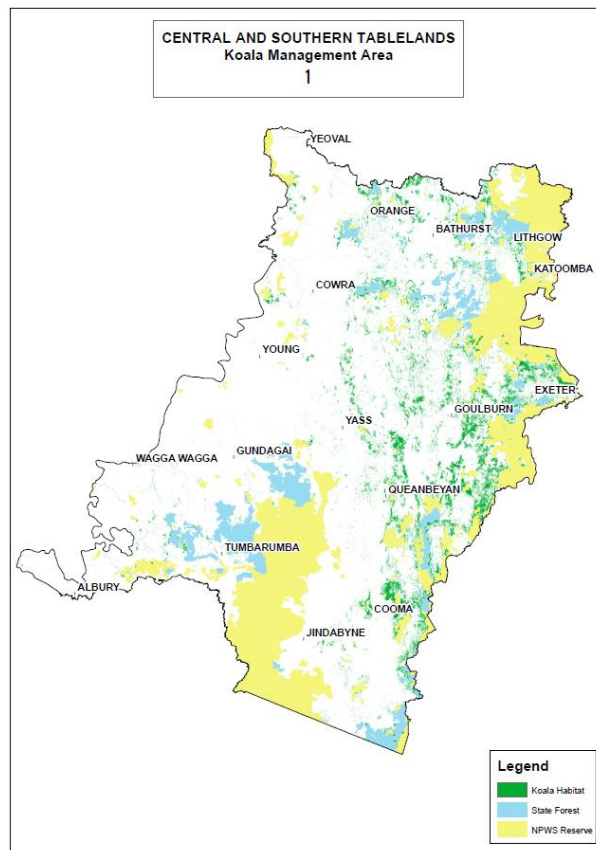 CENTRAL AND SOUTHERN TABLELANDS
Koala Management Area
1
YEOVAL
ORANGE
BATHURST
LITHGOW
KATOOMBA
COWRA
YOUNG
EXETER
GOULBURN
YASS
GUNDAGAI
WAGGA WAGGA
QUEANBEYAN
TUMBARUMBA
ALBURY
COOMA
JINDABYNE
Legend
Koala Habitat
State Forest
NPWS Reserve